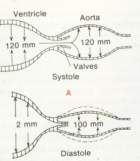 Ventricle
Aorta
120 mm
120 mm
Valves
Systole
A
2 mm
100 mm
Diastole